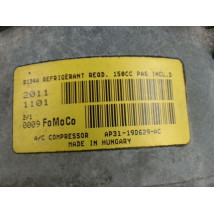 R134A REFRIGERANT REQD. 150CC PAG INCL.D
2011
1101
3/1
0009 FoMoCo
A/C COMPRESSOR AP31-19D629-AC
MADE IN HUNGARY